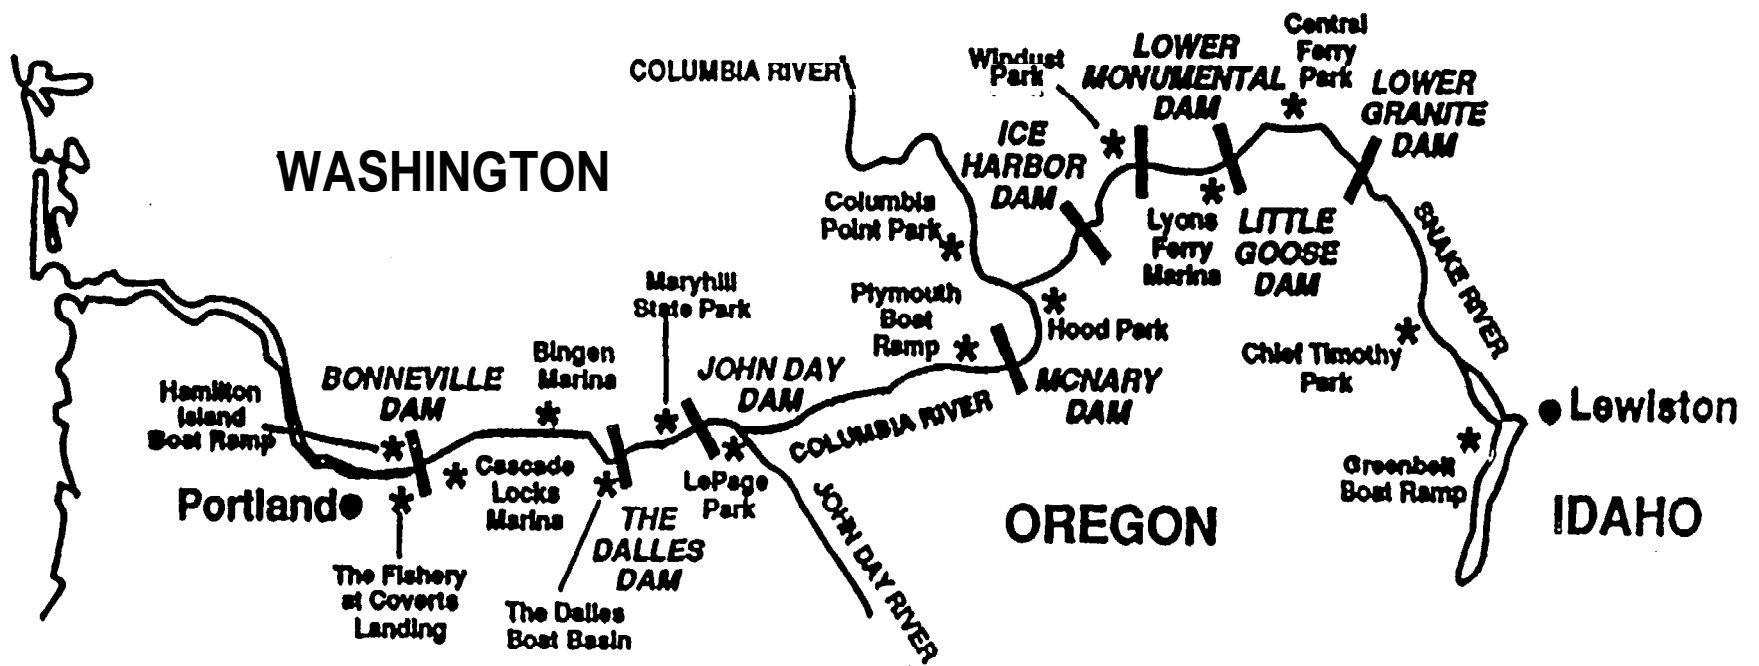 COLUMBIA RIVER
Windust
Park
LOWER
MONUMENTAL
DAM
Central
Ferry
Park
LOWER
GRANITE
DAM
ICE
HARBOR
DAM
WASHINGTON
Columbia
Point Park
Lyons
Ferry
Marina
LITTLE
GOOSE
DAM
SNAKE RIVER
Maryhill
State Park
Plymouth
Boat
Ramp
Hood Park
Chief Timothy
Park
Bingen
Marina
JOHN DAY
DAM
MCNARY
DAM
Hamilton
Island
Boat Ramp
BONNEVILLE
DAM
COLUMBIA RIVER
Lewiston
Cascade
Locks
Marina
LePage
Park
Greenbelt
Boat Ramp
Portland
THE
DALLES
DAM
JOHN DAY RIVER
OREGON
IDAHO
The Fishery
at Coverts
Landing
The Dalles
Boat Basin